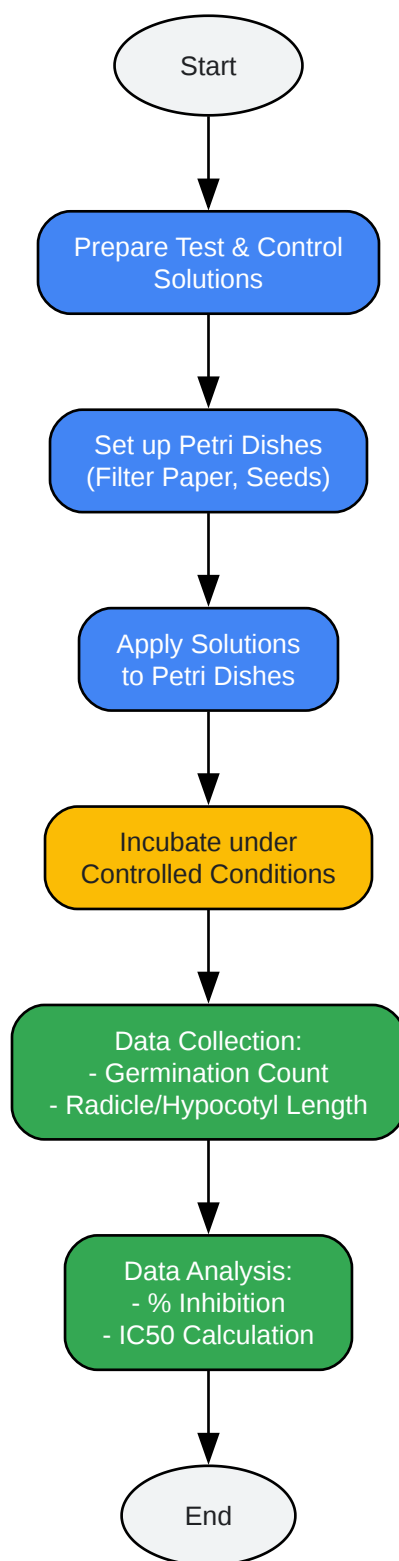 Start
Prepare Test & Control
Solutions
Set up Petri Dishes
(Filter Paper, Seeds)
Apply Solutions
to Petri Dishes
Incubate under
Controlled Conditions
Data Collection:
- Germination Count
- Radicle/Hypocotyl Length
Data Analysis:
- % Inhibition
- IC50 Calculation
End